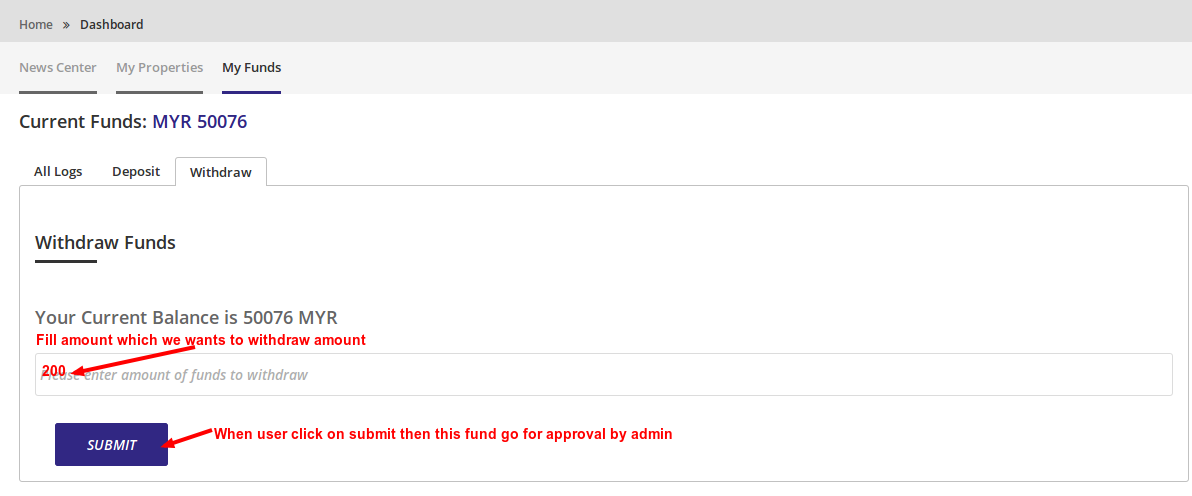 Home » Dashboard
News Center My Properties My Funds
Current Funds: MYR 50076
All Logs Deposit Withdraw
Withdraw Funds
Your Current Balance is 50076 MYR
Fill amount which we wants to withdraw amount
200
Please enter amount of funds to withdraw
SUBMIT
When user click on submit then this fund go for approval by admin